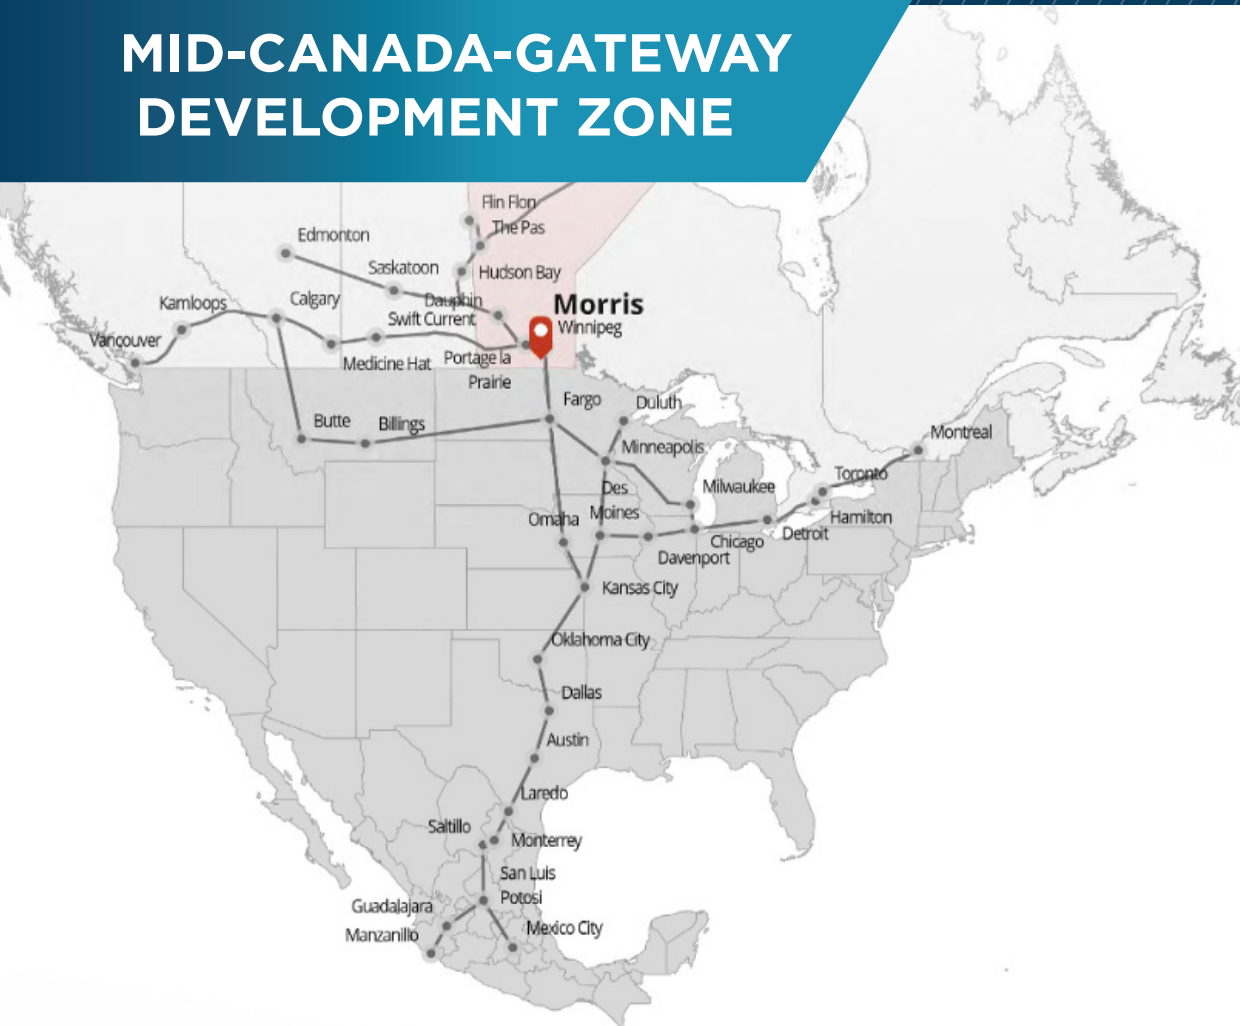 MID-CANADA-GATEWAY
DEVELOPMENT ZONE
Flin Flon
The Pas
Edmonton
Saskatoon
Hudson Bay
Kamloops
Calgary
Dauphin
Morris
Swift Current
Winnipeg
Vancouver
Medicine Hat
Portage la
Prairie
Fargo
Duluth
Butte
Billings
Montreal
Minneapolis
Toronto
Des
Moines
Milwaukee
Omaha
Hamilton
Chicago
Detroit
Davenport
Kansas City
Oklahoma City
Dallas
Austin
Laredo
Saltillo
Monterrey
San Luis
Potosi
Guadalajara
Mexico City
Manzanillo